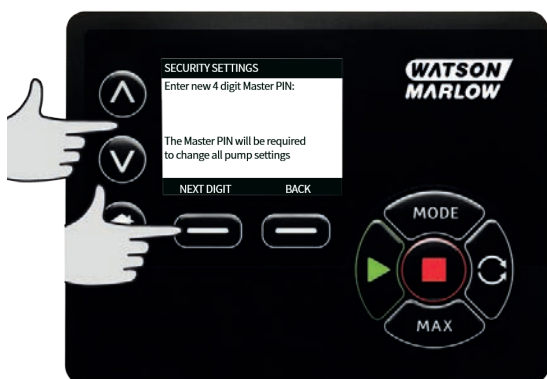 SECURITY SETTINGS
Enter new 4 digit Master PIN:
The Master PIN will be required
to change all pump settings
NEXT DIGIT BACK
WATSON
MARLOW
MODE
MAX